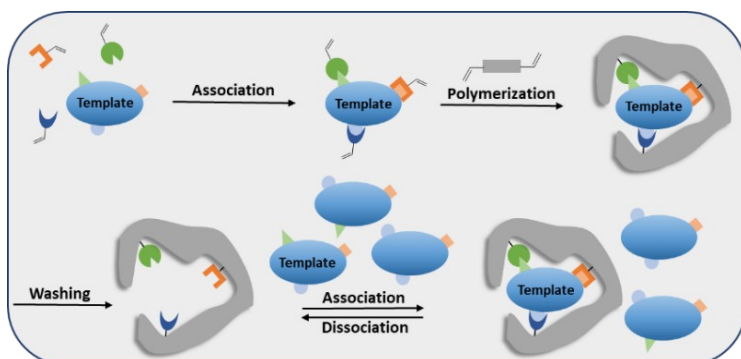 Template
Association
Template
Polymerization
Template
Washing
Template
Association
Dissociation
Template